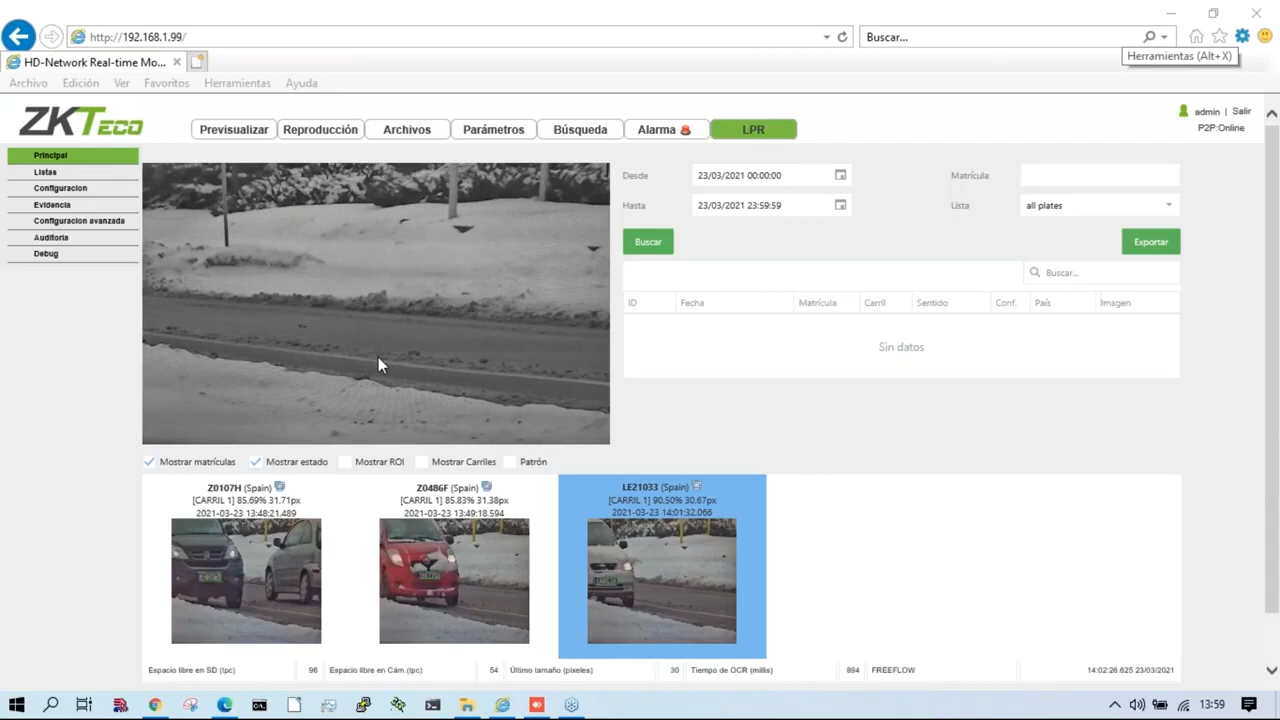 http://192.168.1.99/
Buscar...
HD-Network Real-time Mo...
Herramientas (Alt+X)
Archivo Edición Ver Favoritos Herramientas Ayuda
ZKTeco
Previsualizar Reproducción Archivos Parámetros Búsqueda Alarma LPR
admin | Salir
P2P:Online
Principal
Listas
Configuracion
Evidencia
Configuracion avanzada
Auditoria
Debug
Desde 23/03/2021 00:00:00 Matrícula
Hasta 23/03/2021 23:59:59 Lista all plates
Buscar Exportar
Buscar...
ID Fecha Matrícula Carril Sentido Conf. País Imagen
Sin datos
Mostrar matrículas Mostrar estado Mostrar ROI Mostrar Carriles Patrón
Z0107H (Spain)
[CARRIL 1] 85.69% 31.71px
2021-03-23 13:48:21.489
Z0486F (Spain)
[CARRIL 1] 85.83% 31.38px
2021-03-23 13:49:18.594
LE21033 (Spain)
[CARRIL 1] 90.50% 30.67px
2021-03-23 14:01:32.066
Espacio libre en SD (tpc) 96 Espacio libre en Cám.(tpc) 54 Último tamaño (píxeles) 30 Tiempo de OCR (millis) 894 FREEFLOW 14:02:26.625 23/03/2021
13:59